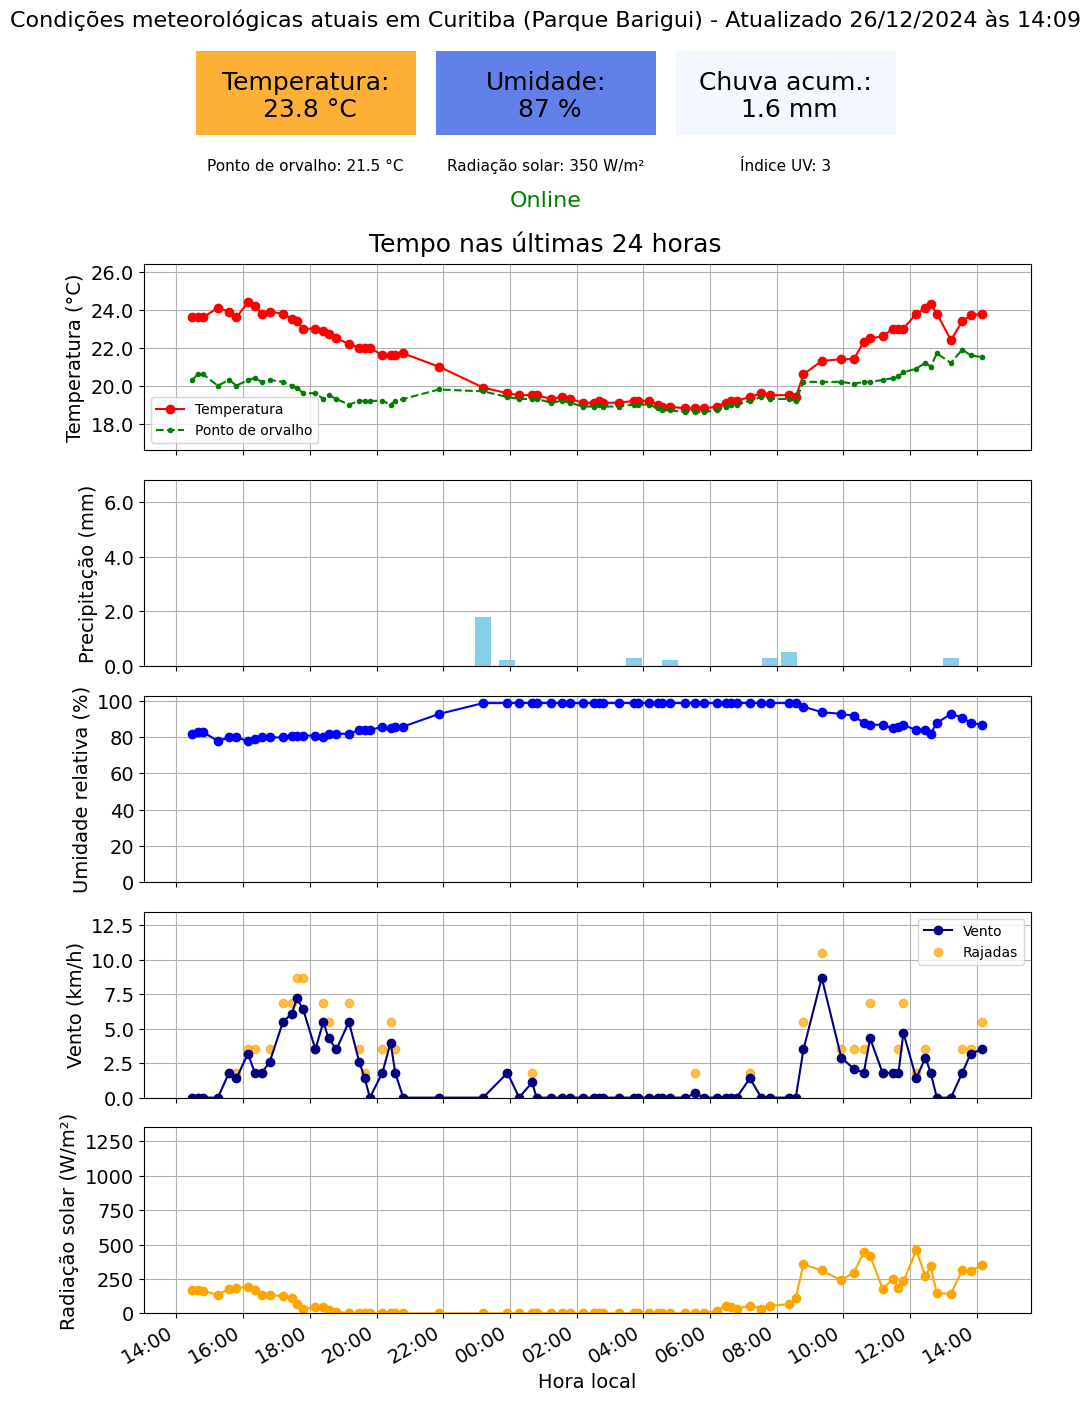 Condições meteorológicas atuais em Curitiba (Parque Barigui) - Atualizado 26/12/2024 às 14:09
Temperatura:
23.8 °C
Umidade:
87 %
Chuva acum.:
1.6 mm
Ponto de orvalho: 21.5 °C
Radiação solar: 350 W/m²
Índice UV: 3
Online
Tempo nas últimas 24 horas
Temperatura (°C)
26.0
24.0
22.0
20.0
18.0
Temperatura
Ponto de orvalho
Precipitação (mm)
6.0
4.0
2.0
0.0
Umidade relativa (%)
100
80
60
40
20
0
Vento (km/h)
12.5
10.0
7.5
5.0
2.5
0.0
Vento
Rajadas
Radiação solar (W/m²)
1250
1000
750
500
250
0
14:00
16:00
18:00
20:00
22:00
00:00
02:00
04:00
06:00
08:00
10:00
12:00
14:00
Hora local